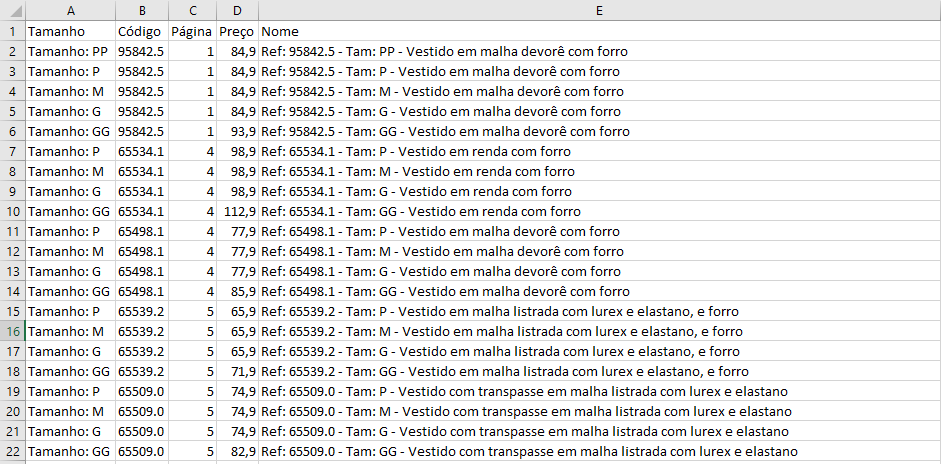 A B C D E
1 Tamanho Código Página Preço Nome
2 Tamanho: PP 95842.5 1 84,9 Ref: 95842.5 - Tam: PP - Vestido em malha devorê com forro
3 Tamanho: P 95842.5 1 84,9 Ref: 95842.5 - Tam: P - Vestido em malha devorê com forro
4 Tamanho: M 95842.5 1 84,9 Ref: 95842.5 - Tam: M - Vestido em malha devorê com forro
5 Tamanho: G 95842.5 1 84,9 Ref: 95842.5 - Tam: G - Vestido em malha devorê com forro
6 Tamanho: GG 95842.5 1 93,9 Ref: 95842.5 - Tam: GG - Vestido em malha devorê com forro
7 Tamanho: P 65534.1 4 98,9 Ref: 65534.1 - Tam: P - Vestido em renda com forro
8 Tamanho: M 65534.1 4 98,9 Ref: 65534.1 - Tam: M - Vestido em renda com forro
9 Tamanho: G 65534.1 4 98,9 Ref: 65534.1 - Tam: G - Vestido em renda com forro
10 Tamanho: GG 65534.1 4 112,9 Ref: 65534.1 - Tam: GG - Vestido em renda com forro
11 Tamanho: P 65498.1 4 77,9 Ref: 65498.1 - Tam: P - Vestido em malha devorê com forro
12 Tamanho: M 65498.1 4 77,9 Ref: 65498.1 - Tam: M - Vestido em malha devorê com forro
13 Tamanho: G 65498.1 4 77,9 Ref: 65498.1 - Tam: G - Vestido em malha devorê com forro
14 Tamanho: GG 65498.1 4 85,9 Ref: 65498.1 - Tam: GG - Vestido em malha devorê com forro
15 Tamanho: P 65539.2 5 65,9 Ref: 65539.2 - Tam: P - Vestido em malha listrada com lurex e elastano, e forro
16 Tamanho: M 65539.2 5 65,9 Ref: 65539.2 - Tam: M - Vestido em malha listrada com lurex e elastano, e forro
17 Tamanho: G 65539.2 5 65,9 Ref: 65539.2 - Tam: G - Vestido em malha listrada com lurex e elastano, e forro
18 Tamanho: GG 65539.2 5 71,9 Ref: 65539.2 - Tam: GG - Vestido em malha listrada com lurex e elastano, e forro
19 Tamanho: P 65509.0 5 74,9 Ref: 65509.0 - Tam: P - Vestido com transpasse em malha listrada com lurex e elastano
20 Tamanho: M 65509.0 5 74,9 Ref: 65509.0 - Tam: M - Vestido com transpasse em malha listrada com lurex e elastano
21 Tamanho: G 65509.0 5 74,9 Ref: 65509.0 - Tam: G - Vestido com transpasse em malha listrada com lurex e elastano
22 Tamanho: GG 65509.0 5 82,9 Ref: 65509.0 - Tam: GG - Vestido com transpasse em malha listrada com lurex e elastano